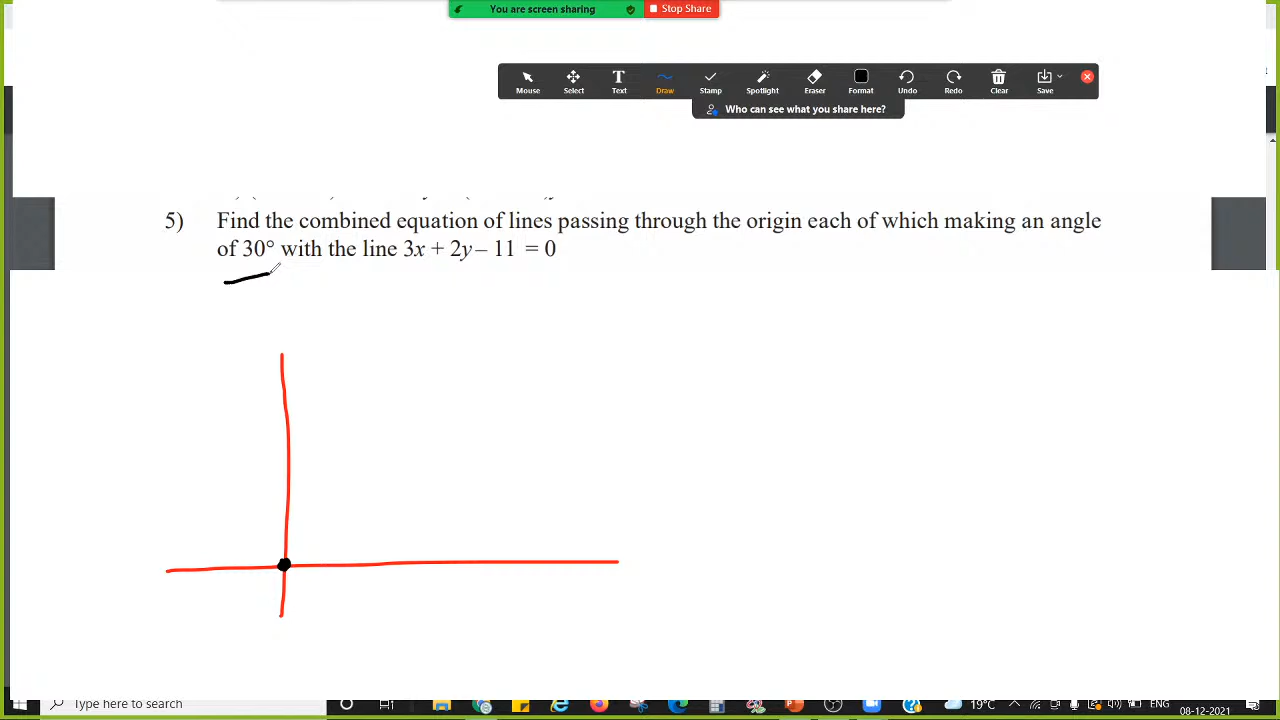 You are screen sharing
Stop Share
Mouse Select Text Draw Stamp Spotlight Eraser Format Undo Redo Clear Save
Who can see what you share here?
5) Find the combined equation of lines passing through the origin each of which making an angle
of 30° with the line 3x + 2y – 11 = 0
Type here to search
19°C
ENG
08-12-2021